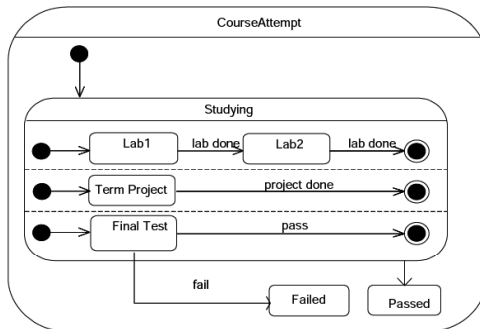 CourseAttempt
Studying
Lab1 lab done Lab2 lab done
Term Project project done
Final Test pass
fail
Failed Passed